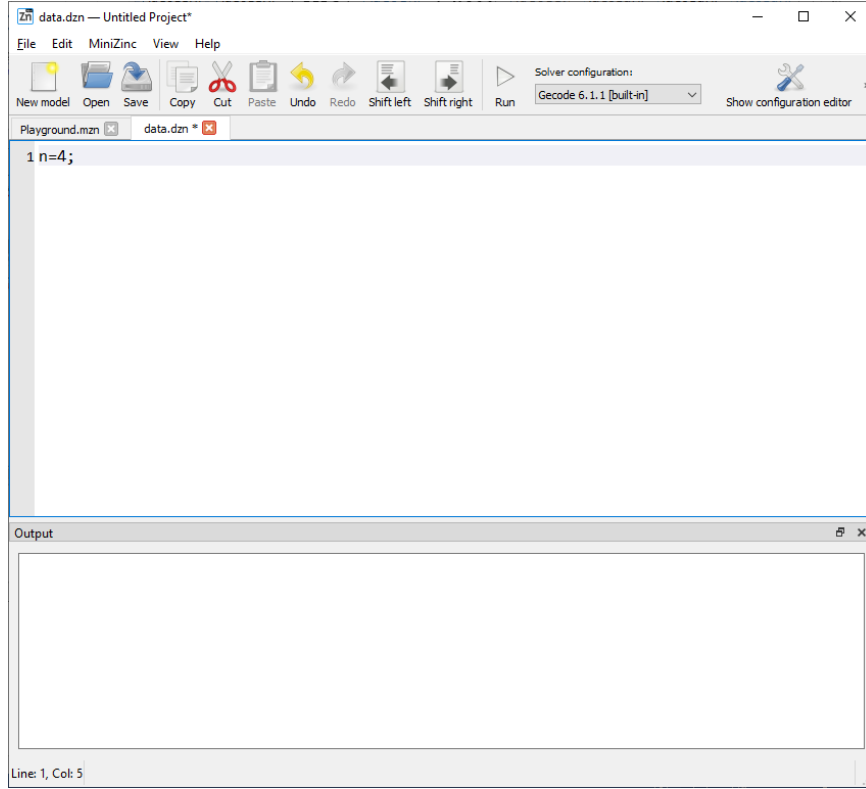 Zn data.dzn — Untitled Project*
File Edit MiniZinc View Help
Solver configuration:
Gecode 6.1.1 [built-in]
New model Open Save Copy Cut Paste Undo Redo Shift left Shift right Run Show configuration editor
Playground.mzn data.dzn *
1 n=4;
Output
Line: 1, Col: 5